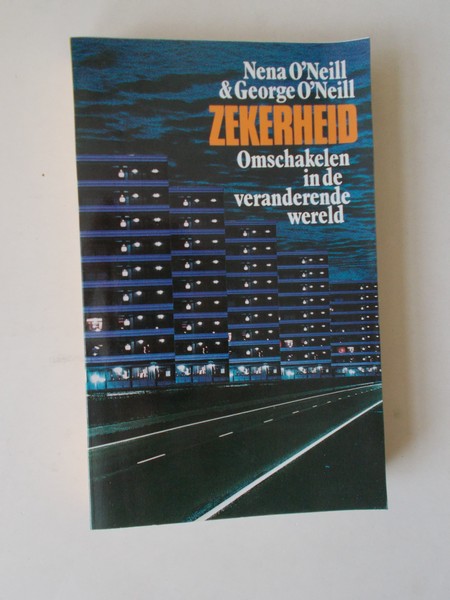 Nena O'Neill
& George O'Neill
ZEKERHEID
Omschakelen
in de
veranderende
wereld